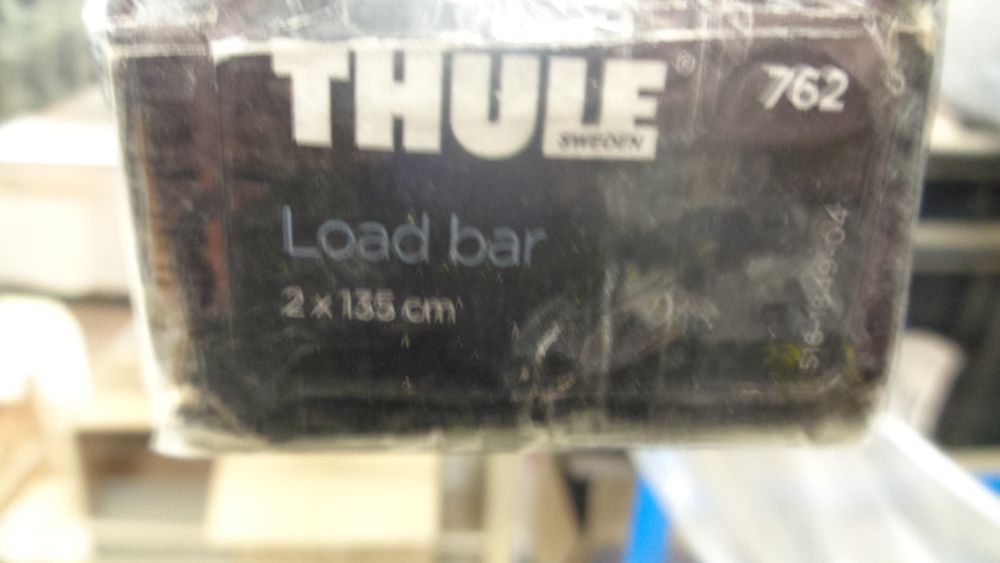 THULE®
SWEDEN
762
Load bar
2 x 135 cm
516-1849-04